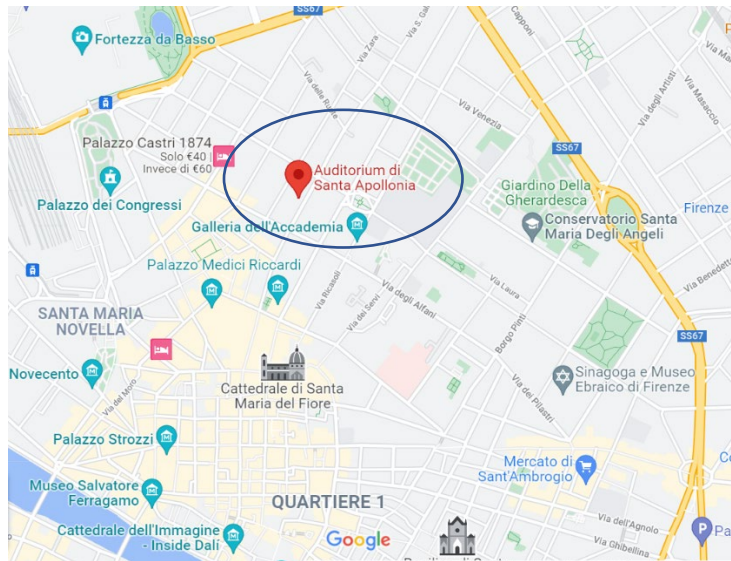 Fortezza da Basso
Via Zara
Via S. Gal
Capponi
Via delle Ruote
Via degli Artisti
Via Masaccio
Via Venezia
SS67
Palazzo Castri 1874
Solo €40
Invece di €60
Auditorium di
Santa Apollonia
Palazzo dei Congressi
Giardino Della
Gherardesca
Firenze
Galleria dell'Accademia
Conservatorio Santa
Maria Degli Angeli
Palazzo Medici Riccardi
Via Ricasoli
Via dei Servi
Via degli Alfani
Via Laura
Via Benedetto
SANTA MARIA
NOVELLA
Borgo Pinti
SS67
Novecento
Via del Moro
Cattedrale di Santa
Maria del Fiore
Via dei Pilastri
Sinagoga e Museo
Ebraico di Firenze
Palazzo Strozzi
Mercato di
Sant'Ambrogio
Museo Salvatore
Ferragamo
QUARTIERE 1
Cattedrale dell'Immagine
- Inside Dalí
Google
Via dell'Agnolo
Via Ghibellina
P
Pa